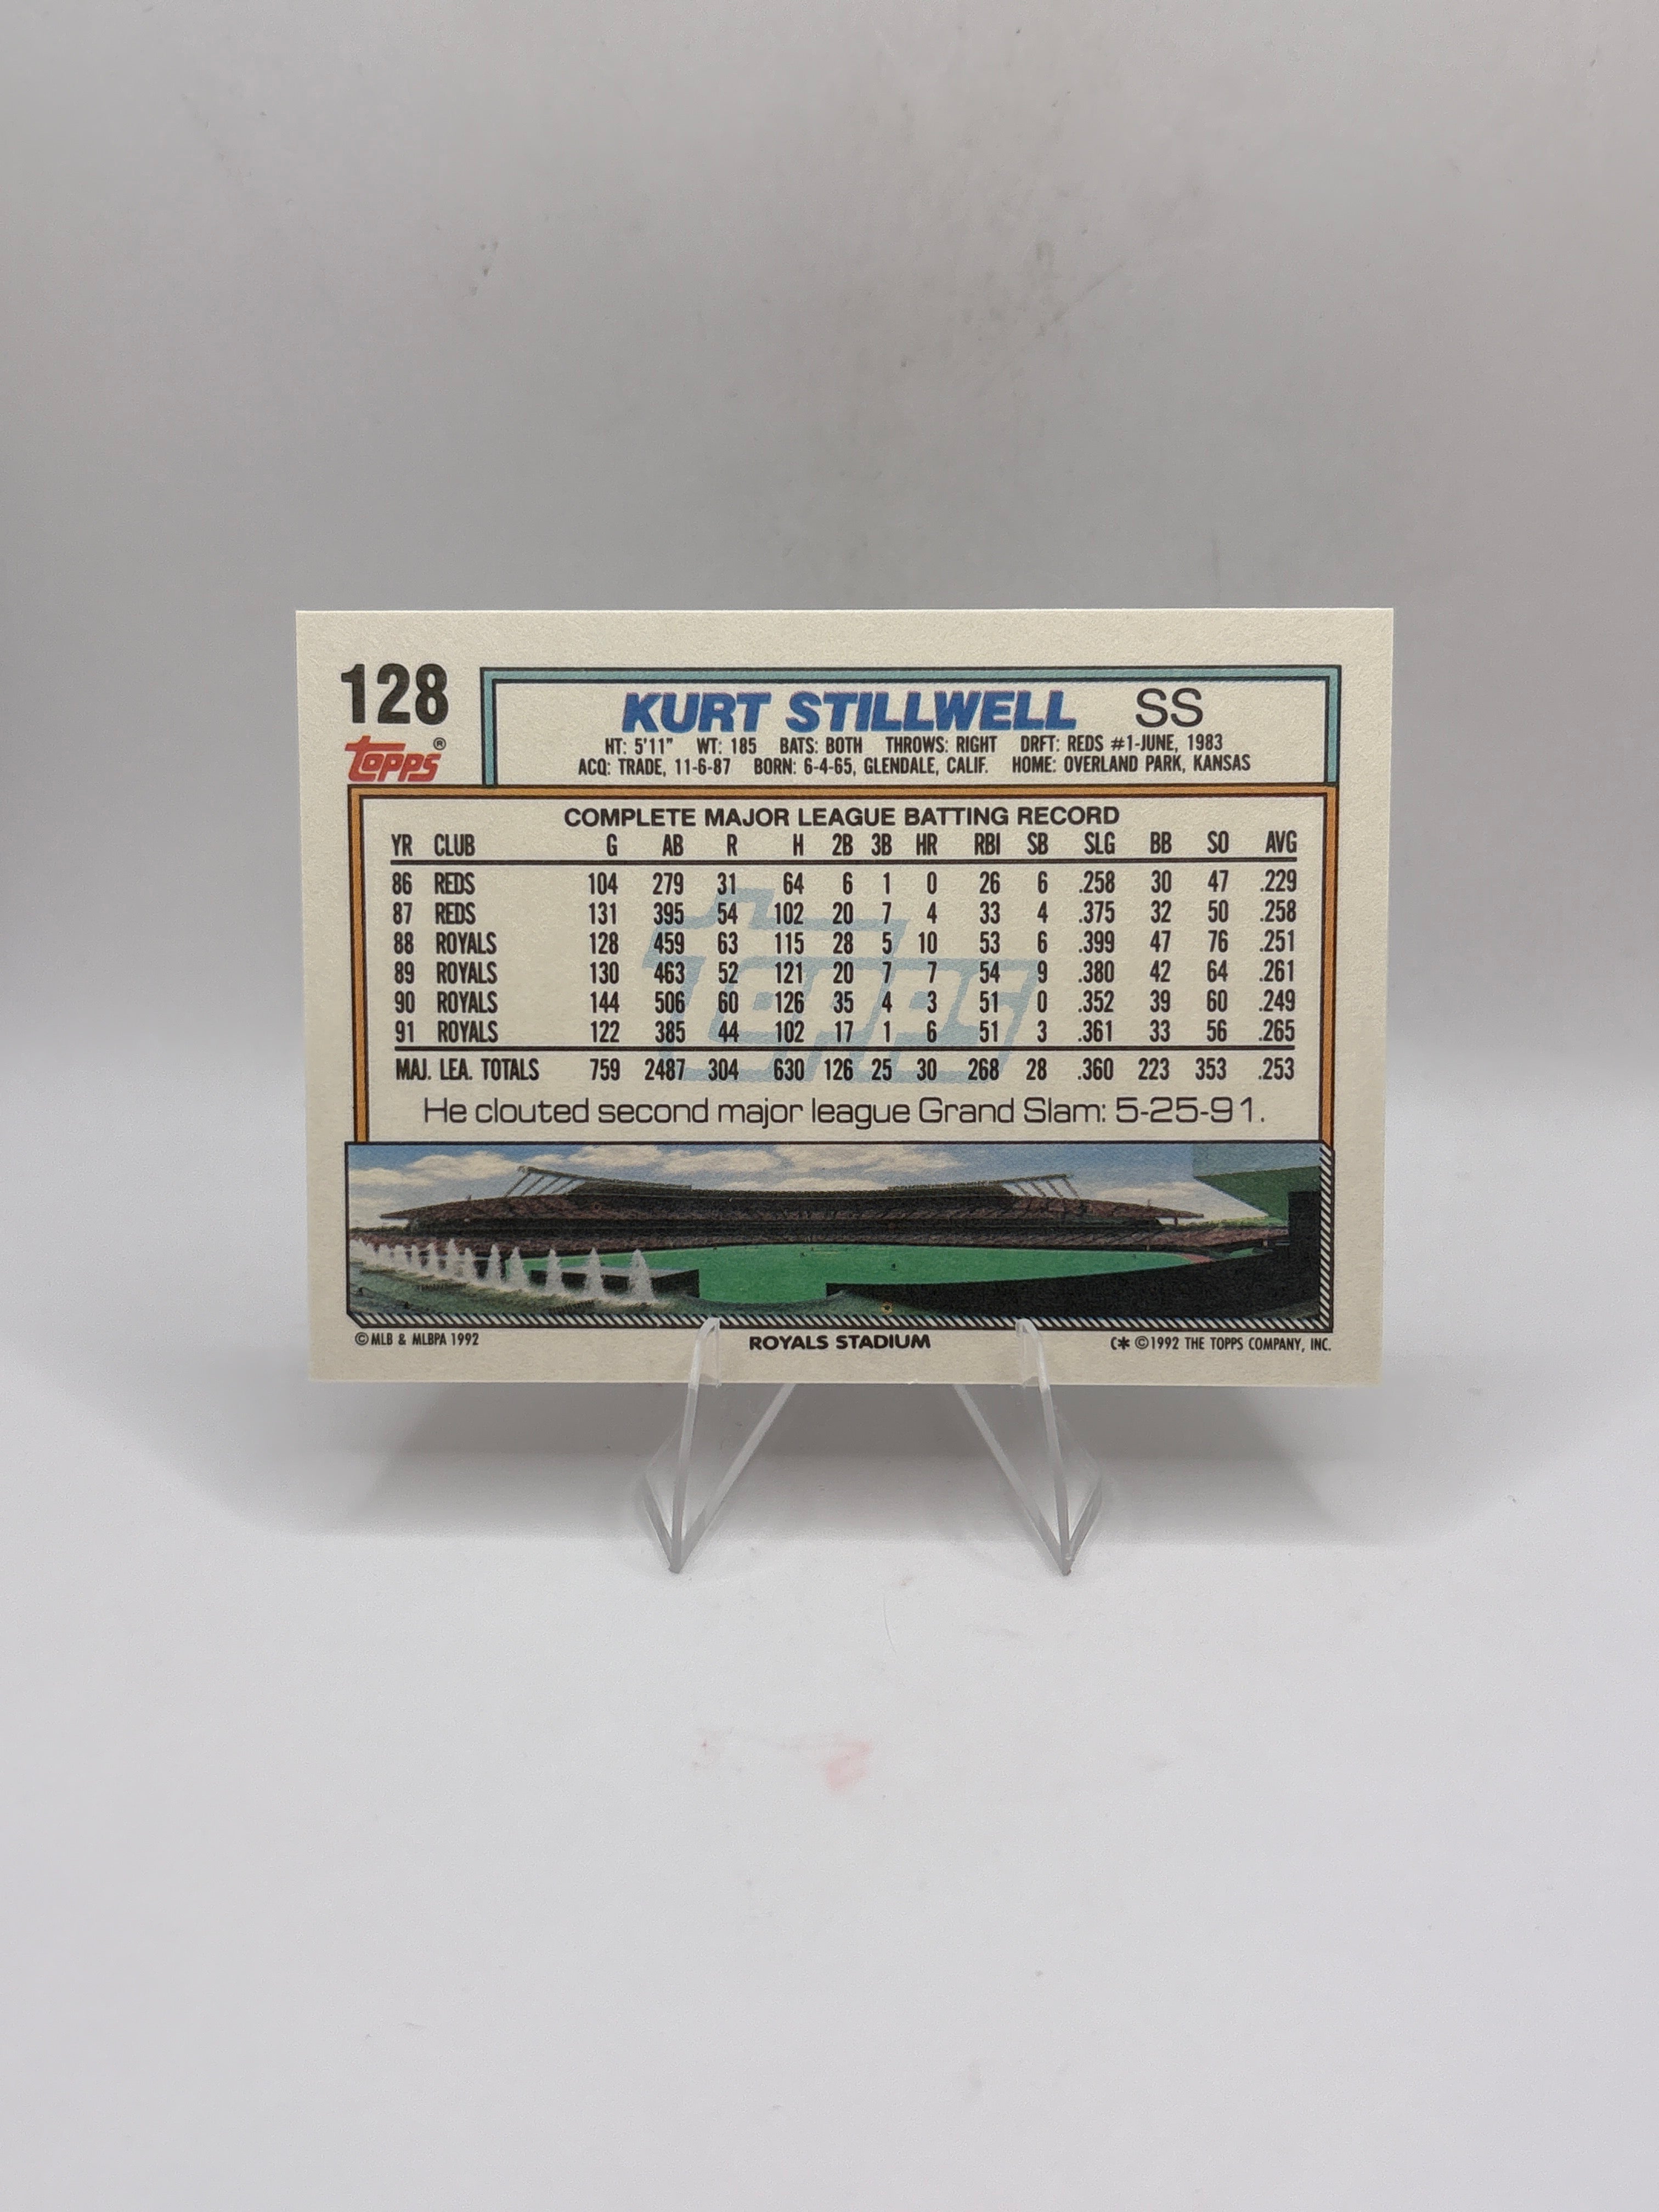 128
topps®
KURT STILLWELL SS
HT: 5'11" WT: 185 BATS: BOTH THROWS: RIGHT DRFT: REDS #1-JUNE, 1983
ACQ: TRADE, 11-6-87 BORN: 6-4-65, GLENDALE, CALIF. HOME: OVERLAND PARK, KANSAS
COMPLETE MAJOR LEAGUE BATTING RECORD
YR CLUB G AB R H 2B 3B HR RBI SB SLG BB SO AVG
86 REDS 104 279 31 64 6 1 0 26 6 .258 30 47 .229
87 REDS 131 395 54 102 20 7 4 33 4 .375 32 50 .258
88 ROYALS 128 459 63 115 28 5 10 53 6 .399 47 76 .251
89 ROYALS 130 463 52 121 20 7 7 54 9 .380 42 64 .261
90 ROYALS 144 506 60 126 35 4 3 51 0 .352 39 60 .249
91 ROYALS 122 385 44 102 17 1 6 51 3 .361 33 56 .265
MAJ. LEA. TOTALS 759 2487 304 630 126 25 30 268 28 .360 223 353 .253
topps
He clouted second major league Grand Slam: 5-25-91.
© MLB & MLBPA 1992
ROYALS STADIUM
C* ©1992 THE TOPPS COMPANY, INC.